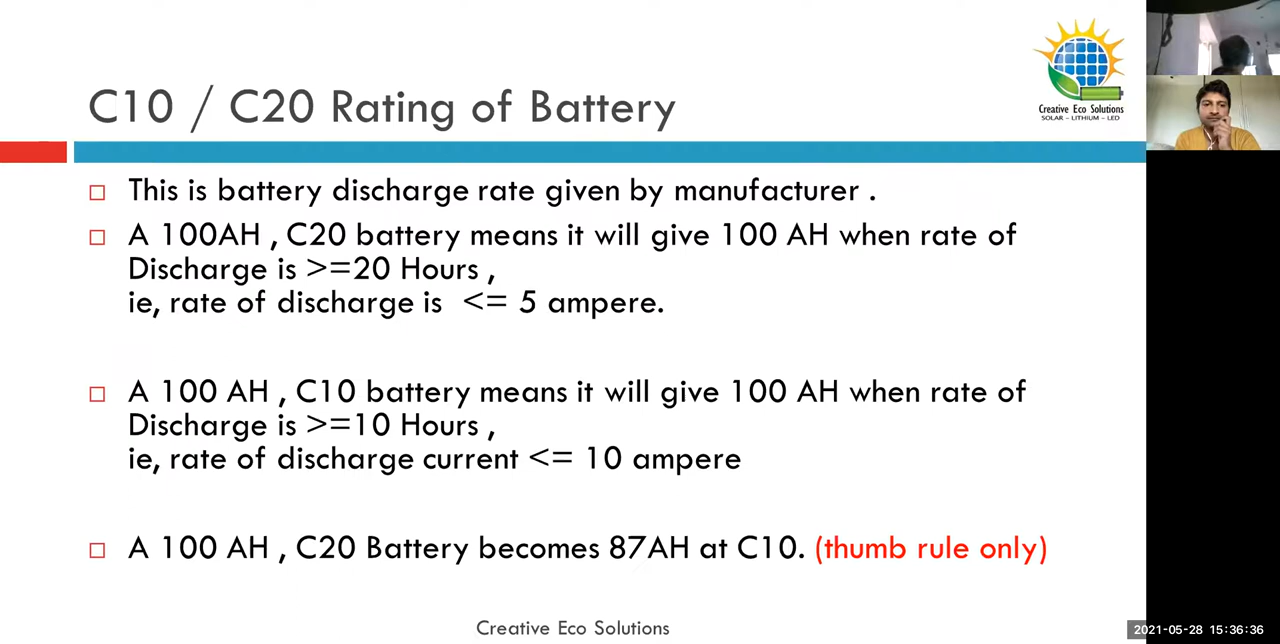 C10 / C20 Rating of Battery
Creative Eco Solutions
SOLAR – LITHIUM – LED
This is battery discharge rate given by manufacturer .
A 100AH , C20 battery means it will give 100 AH when rate of
Discharge is >=20 Hours ,
ie, rate of discharge is <= 5 ampere.
A 100 AH , C10 battery means it will give 100 AH when rate of
Discharge is >=10 Hours ,
ie, rate of discharge current <= 10 ampere
A 100 AH , C20 Battery becomes 87AH at C10. (thumb rule only)
Creative Eco Solutions
2021-05-28 15:36:36